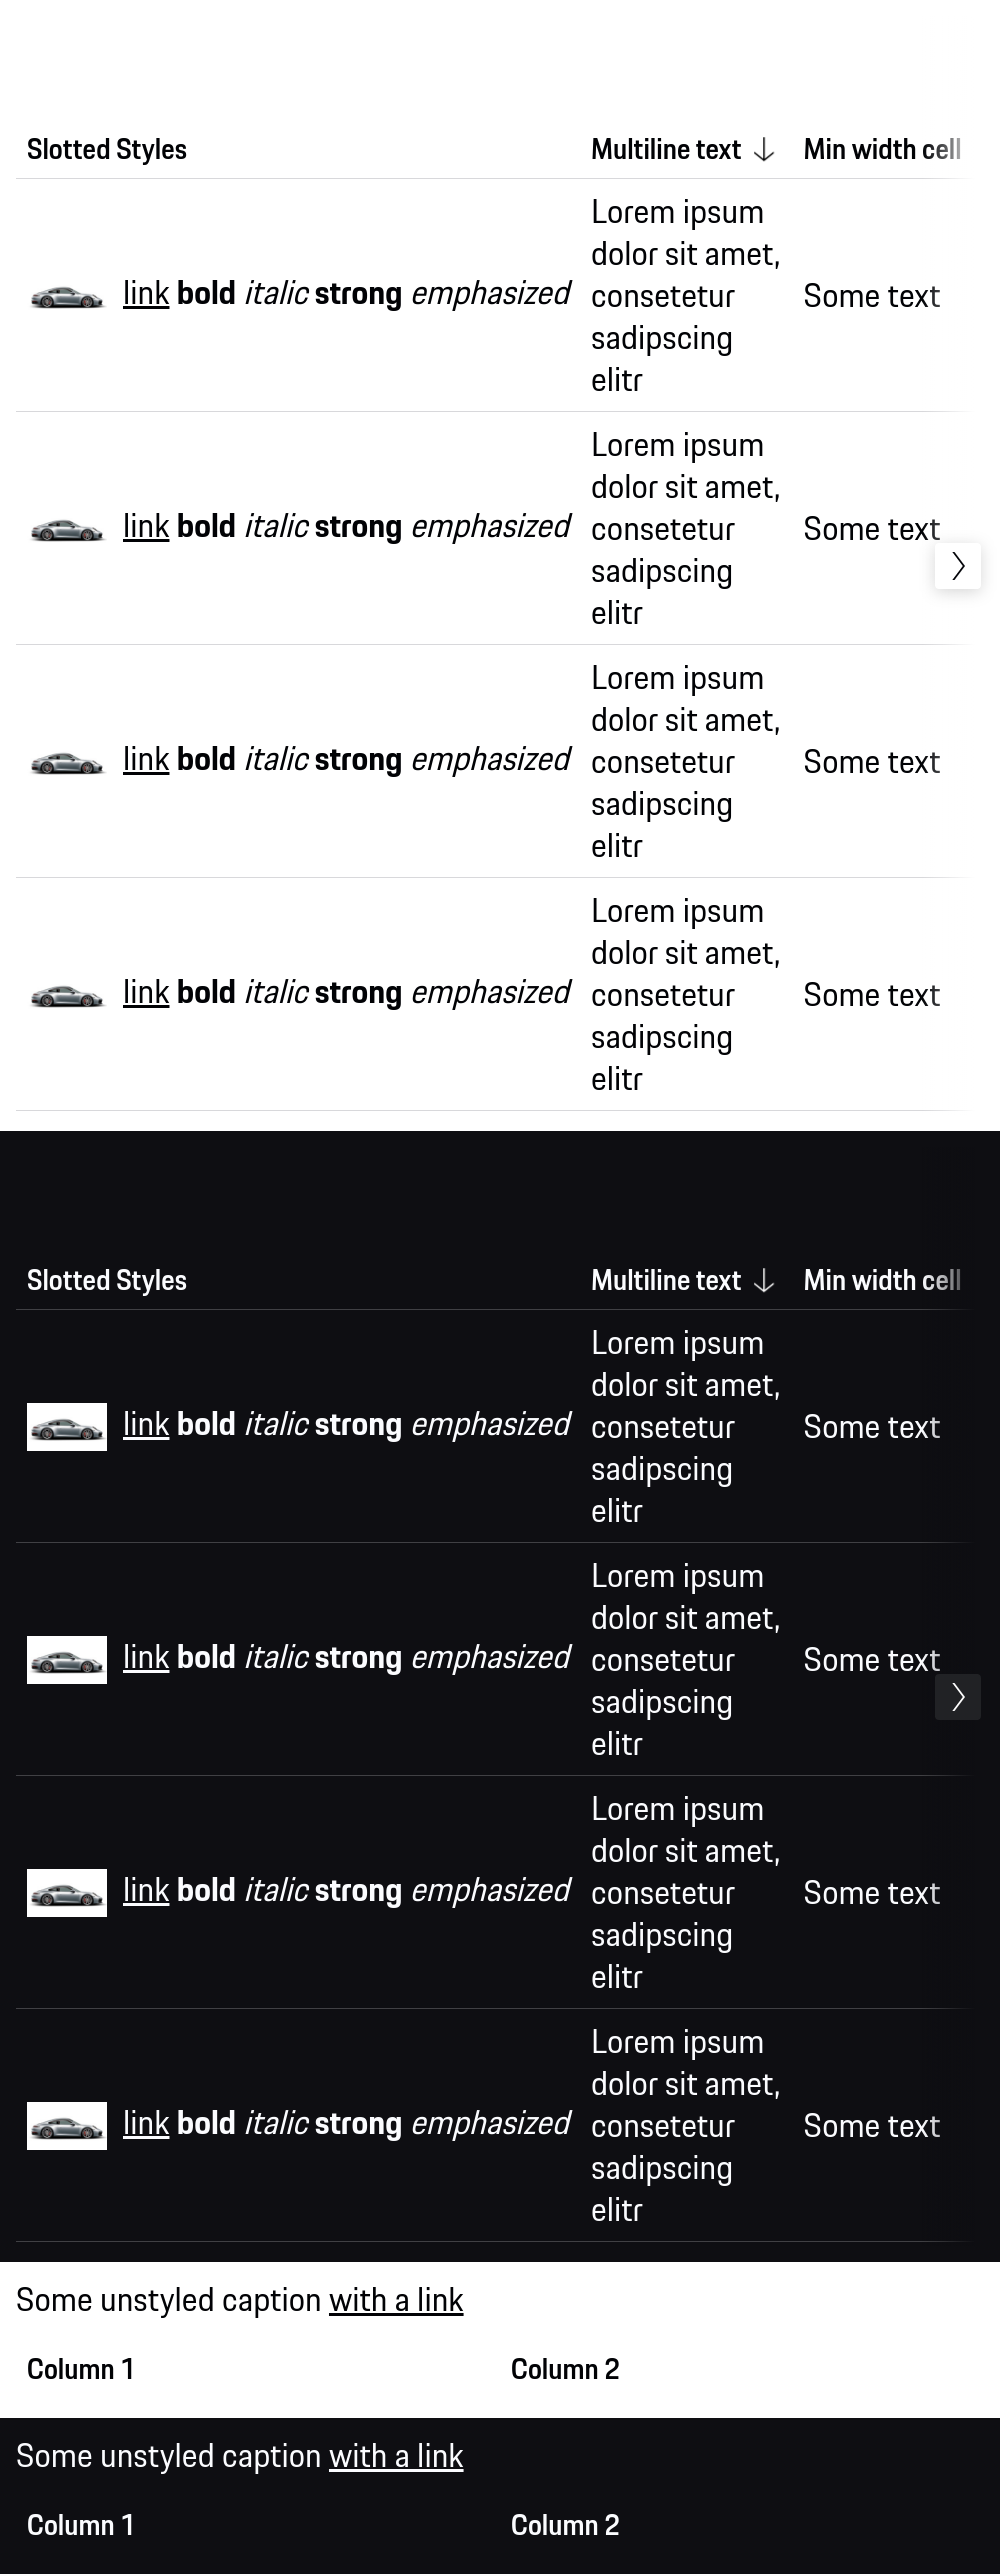 Slotted Styles Multiline text Min width cell
Lorem ipsum
dolor sit amet,
link bold italic strong emphasized consetetur Some text
sadipscing
elitr
Lorem ipsum
dolor sit amet,
link bold italic strong emphasized consetetur Some text
sadipscing
elitr
Lorem ipsum
dolor sit amet,
link bold italic strong emphasized consetetur Some text
sadipscing
elitr
Lorem ipsum
dolor sit amet,
link bold italic strong emphasized consetetur Some text
sadipscing
elitr
Slotted Styles Multiline text Min width cell
Lorem ipsum
dolor sit amet,
link bold italic strong emphasized consetetur Some text
sadipscing
elitr
Lorem ipsum
dolor sit amet,
link bold italic strong emphasized consetetur Some text
sadipscing
elitr
Lorem ipsum
dolor sit amet,
link bold italic strong emphasized consetetur Some text
sadipscing
elitr
Lorem ipsum
dolor sit amet,
link bold italic strong emphasized consetetur Some text
sadipscing
elitr
Some unstyled caption with a link
Column 1 Column 2
Some unstyled caption with a link
Column 1 Column 2